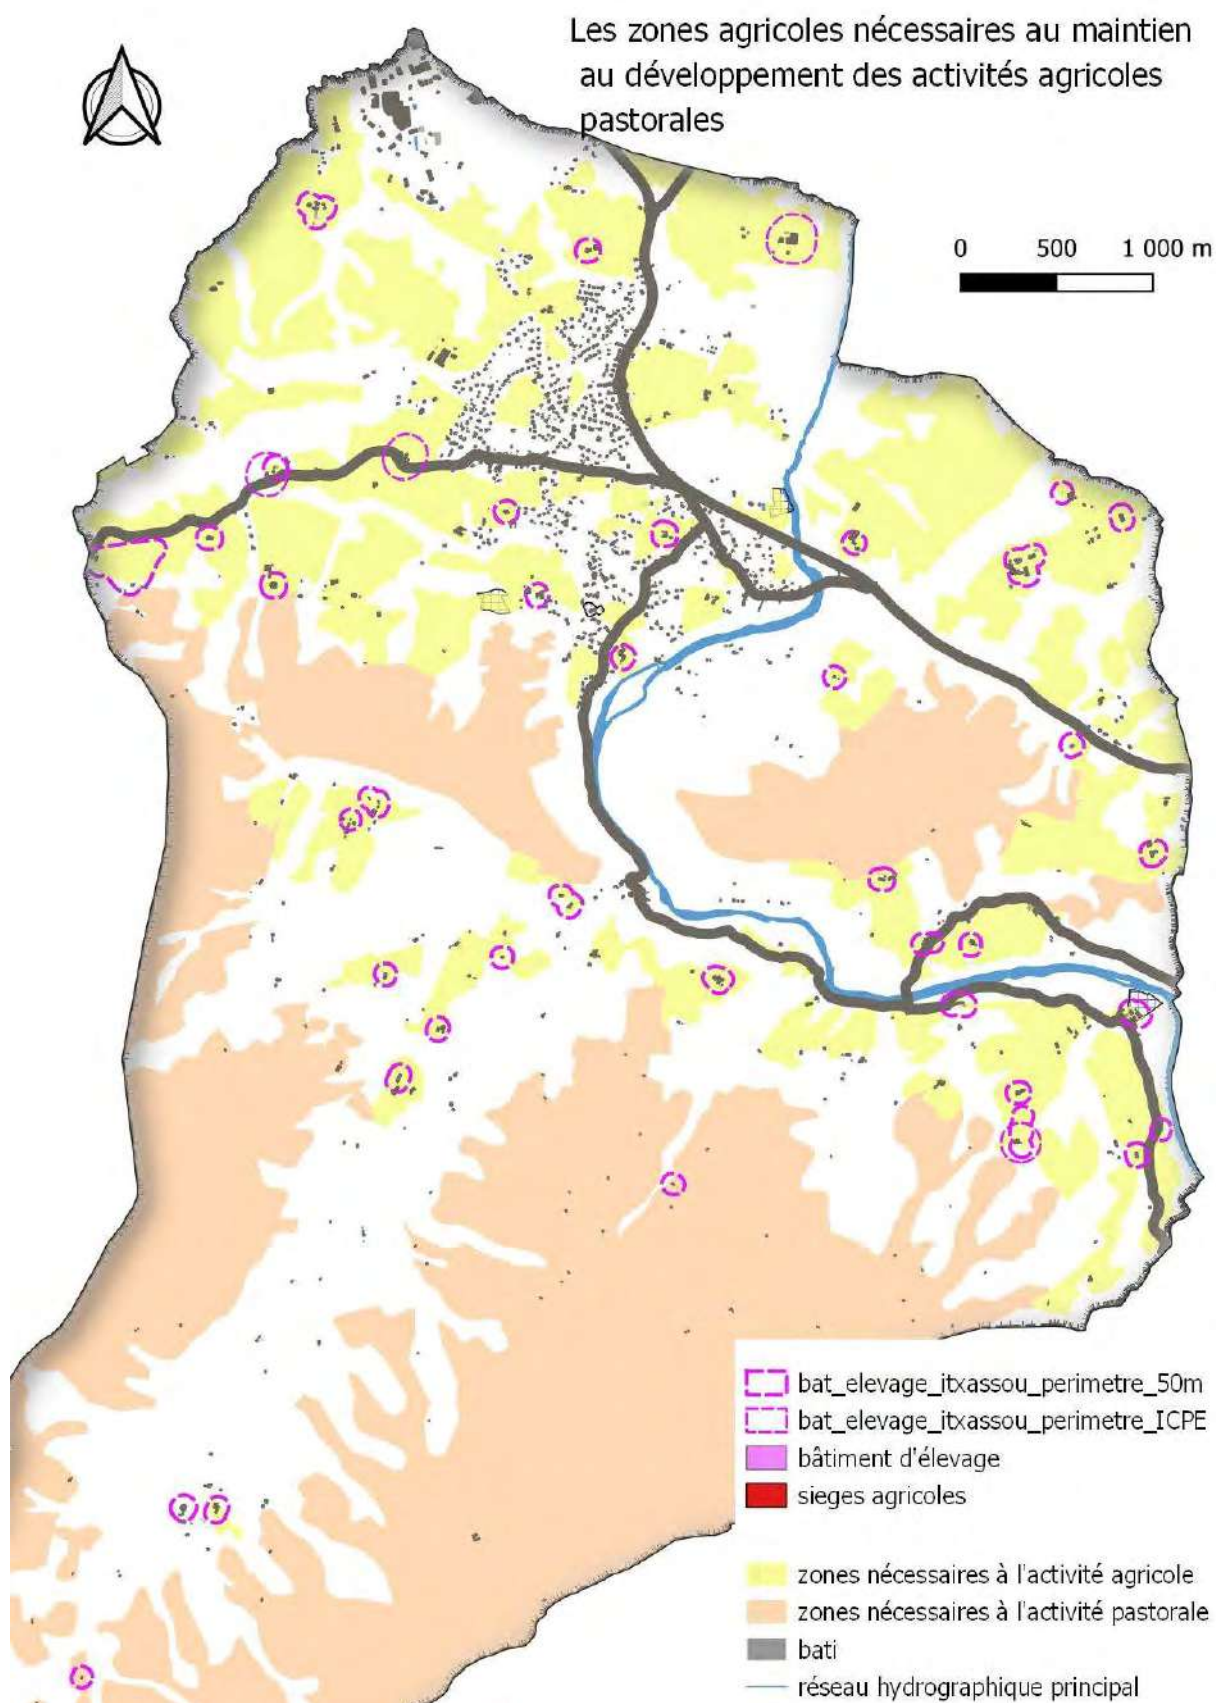 Les zones agricoles nécessaires au maintien
au développement des activités agricoles
pastorales
0 500 1 000 m
bat_elevage_itxassou_perimetre_50m
bat_elevage_itxassou_perimetre_ICPE
bâtiment d'élevage
sieges agricoles
zones nécessaires à l'activité agricole
zones nécessaires à l'activité pastorale
bati
réseau hydrographique principal